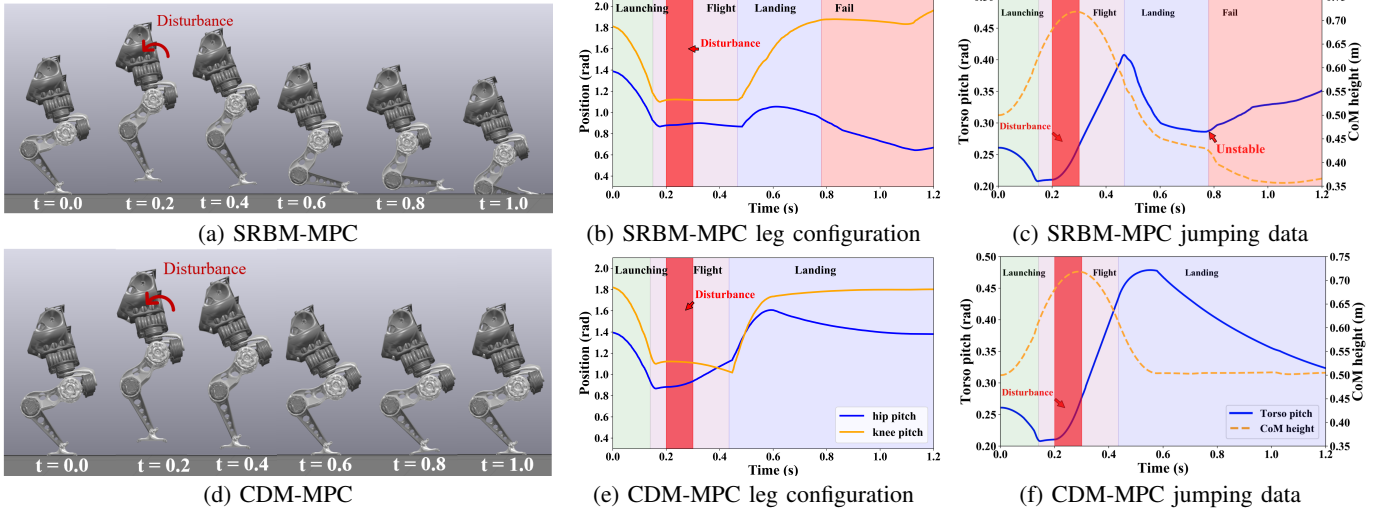 Disturbance
t = 0.0
t = 0.2
t = 0.4
t = 0.6
t = 0.8
t = 1.0
(a) SRBM-MPC
2.0
1.8
1.6
1.4
1.2
1.0
0.8
0.6
0.4
Position (rad)
Launching
Flight
Landing
Fail
Disturbance
0.0
0.2
0.4
0.6
0.8
1.0
1.2
Time (s)
(b) SRBM-MPC leg configuration
0.45
0.40
0.35
0.30
0.25
0.20
Torso pitch (rad)
Launching
Flight
Landing
Fail
Disturbance
Unstable
0.70
0.65
0.60
0.55
0.50
0.45
0.40
0.35
CoM height (m)
0.0
0.2
0.4
0.6
0.8
1.0
1.2
Time (s)
(c) SRBM-MPC jumping data
Disturbance
t = 0.0
t = 0.2
t = 0.4
t = 0.6
t = 0.8
t = 1.0
(d) CDM-MPC
2.0
1.8
1.6
1.4
1.2
1.0
0.8
0.6
0.4
Position (rad)
Launching
Flight
Landing
Disturbance
hip pitch
knee pitch
0.0
0.2
0.4
0.6
0.8
1.0
1.2
Time (s)
(e) CDM-MPC leg configuration
0.50
0.45
0.40
0.35
0.30
0.25
0.20
Torso pitch (rad)
Launching
Flight
Landing
Disturbance
Torso pitch
CoM height
0.75
0.70
0.65
0.60
0.55
0.50
0.45
0.40
0.35
CoM height (m)
0.0
0.2
0.4
0.6
0.8
1.0
1.2
Time (s)
(f) CDM-MPC jumping data